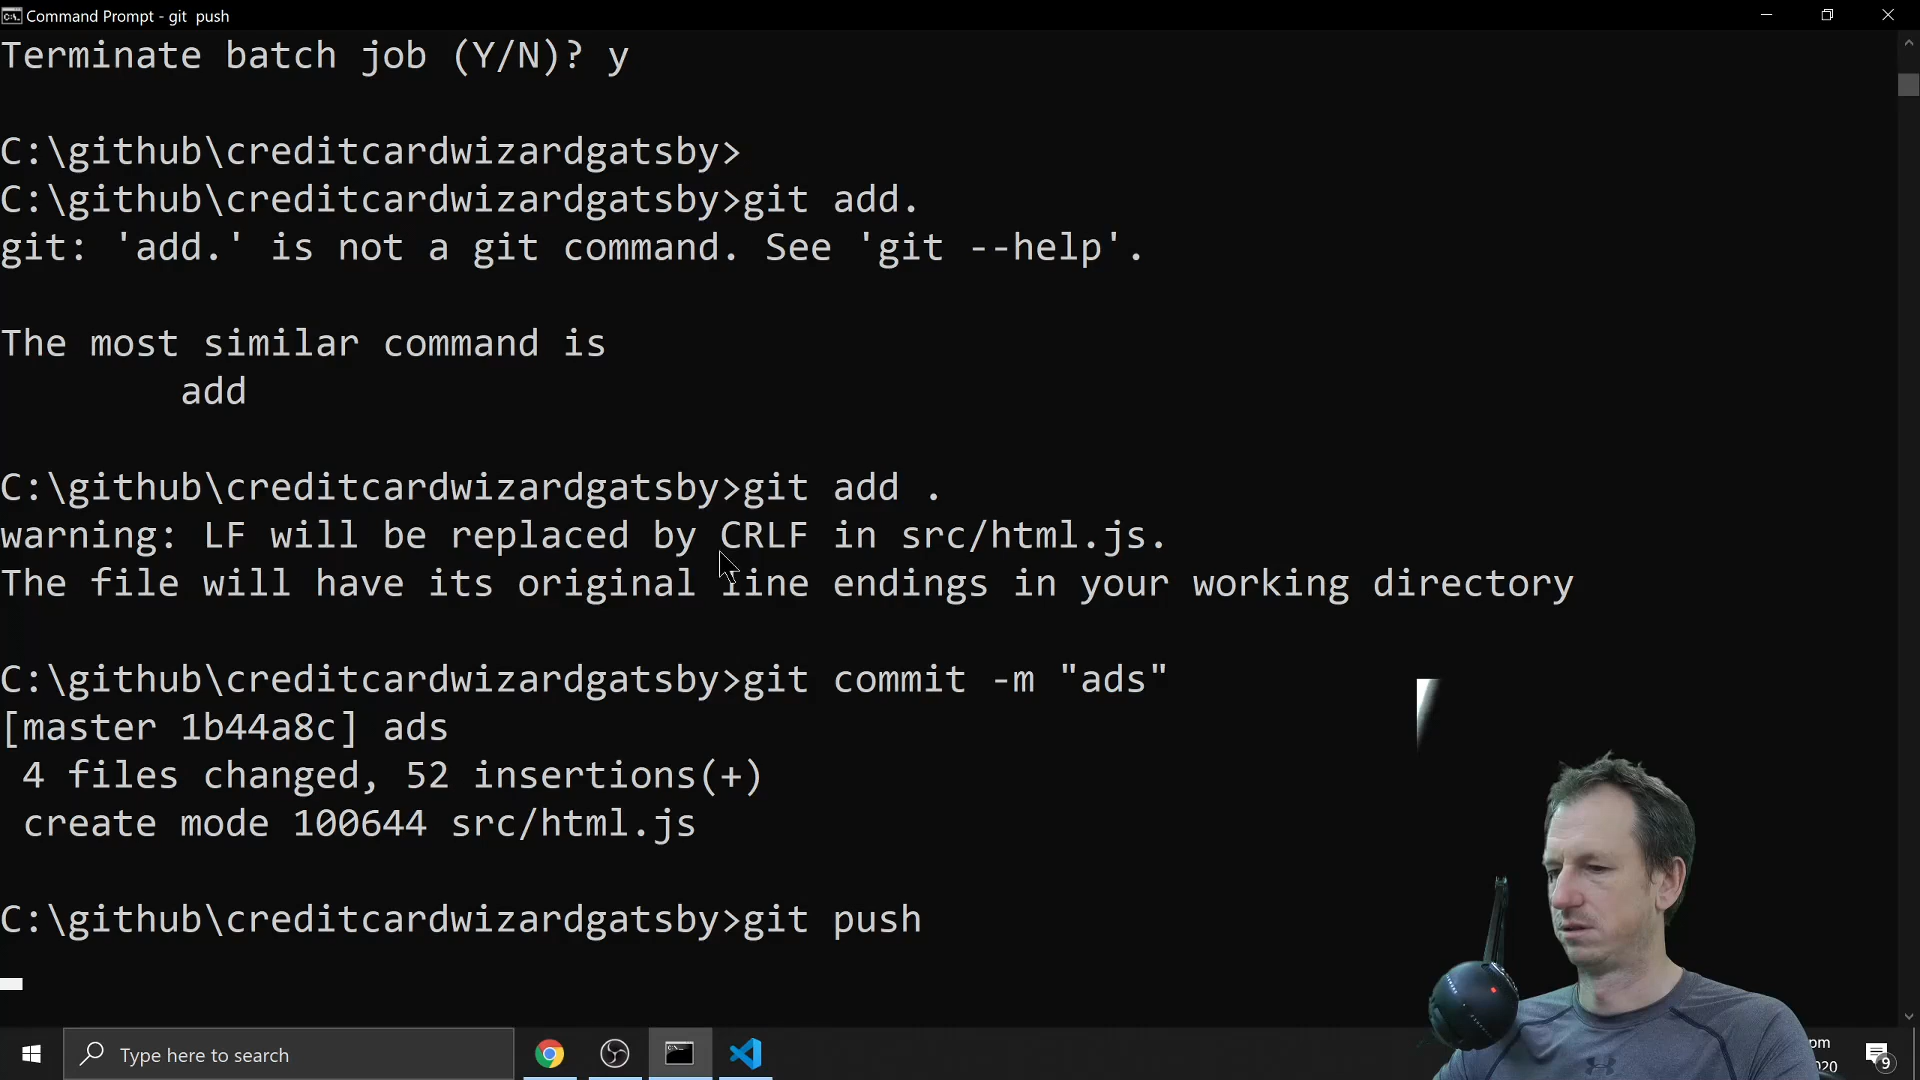 Command Prompt - git  push
Terminate batch job (Y/N)? y
C:\github\creditcardwizardgatsby>
C:\github\creditcardwizardgatsby>git add.
git: 'add.' is not a git command. See 'git --help'.
The most similar command is
add
C:\github\creditcardwizardgatsby>git add .
warning: LF will be replaced by CRLF in src/html.js.
The file will have its original line endings in your working directory
C:\github\creditcardwizardgatsby>git commit -m "ads"
[master 1b44a8c] ads
4 files changed, 52 insertions(+)
create mode 100644 src/html.js
C:\github\creditcardwizardgatsby>git push
Type here to search
pm
020
9